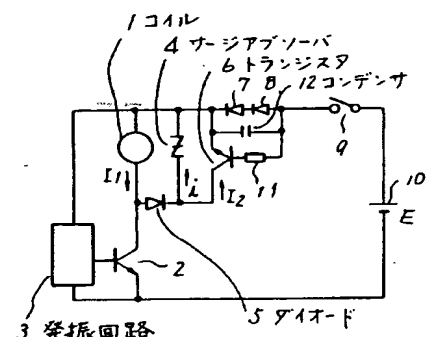 1 コイル
4 サージアブソーバ
6 トランジスタ
7 8 12 コンデンサ
9
10
E
I1
i
I2
11
2
3 発振回路
5 ダイオード